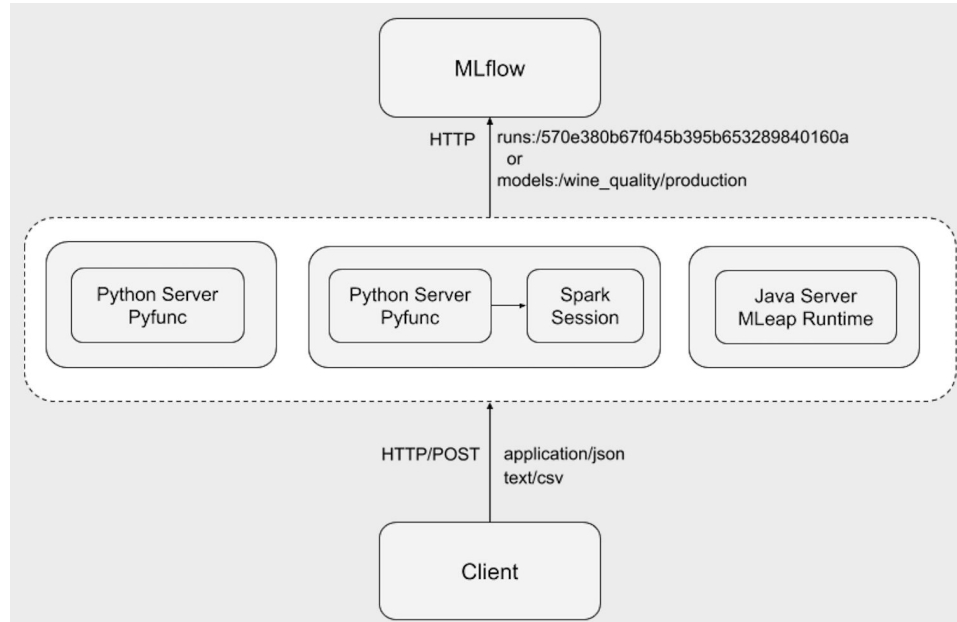 MLflow
HTTP
runs:/570e380b67f045b395b653289840160a
or
models:/wine_quality/production
Python Server
Pyfunc
Python Server
Pyfunc
Spark
Session
Java Server
MLeap Runtime
HTTP/POST
application/json
text/csv
Client